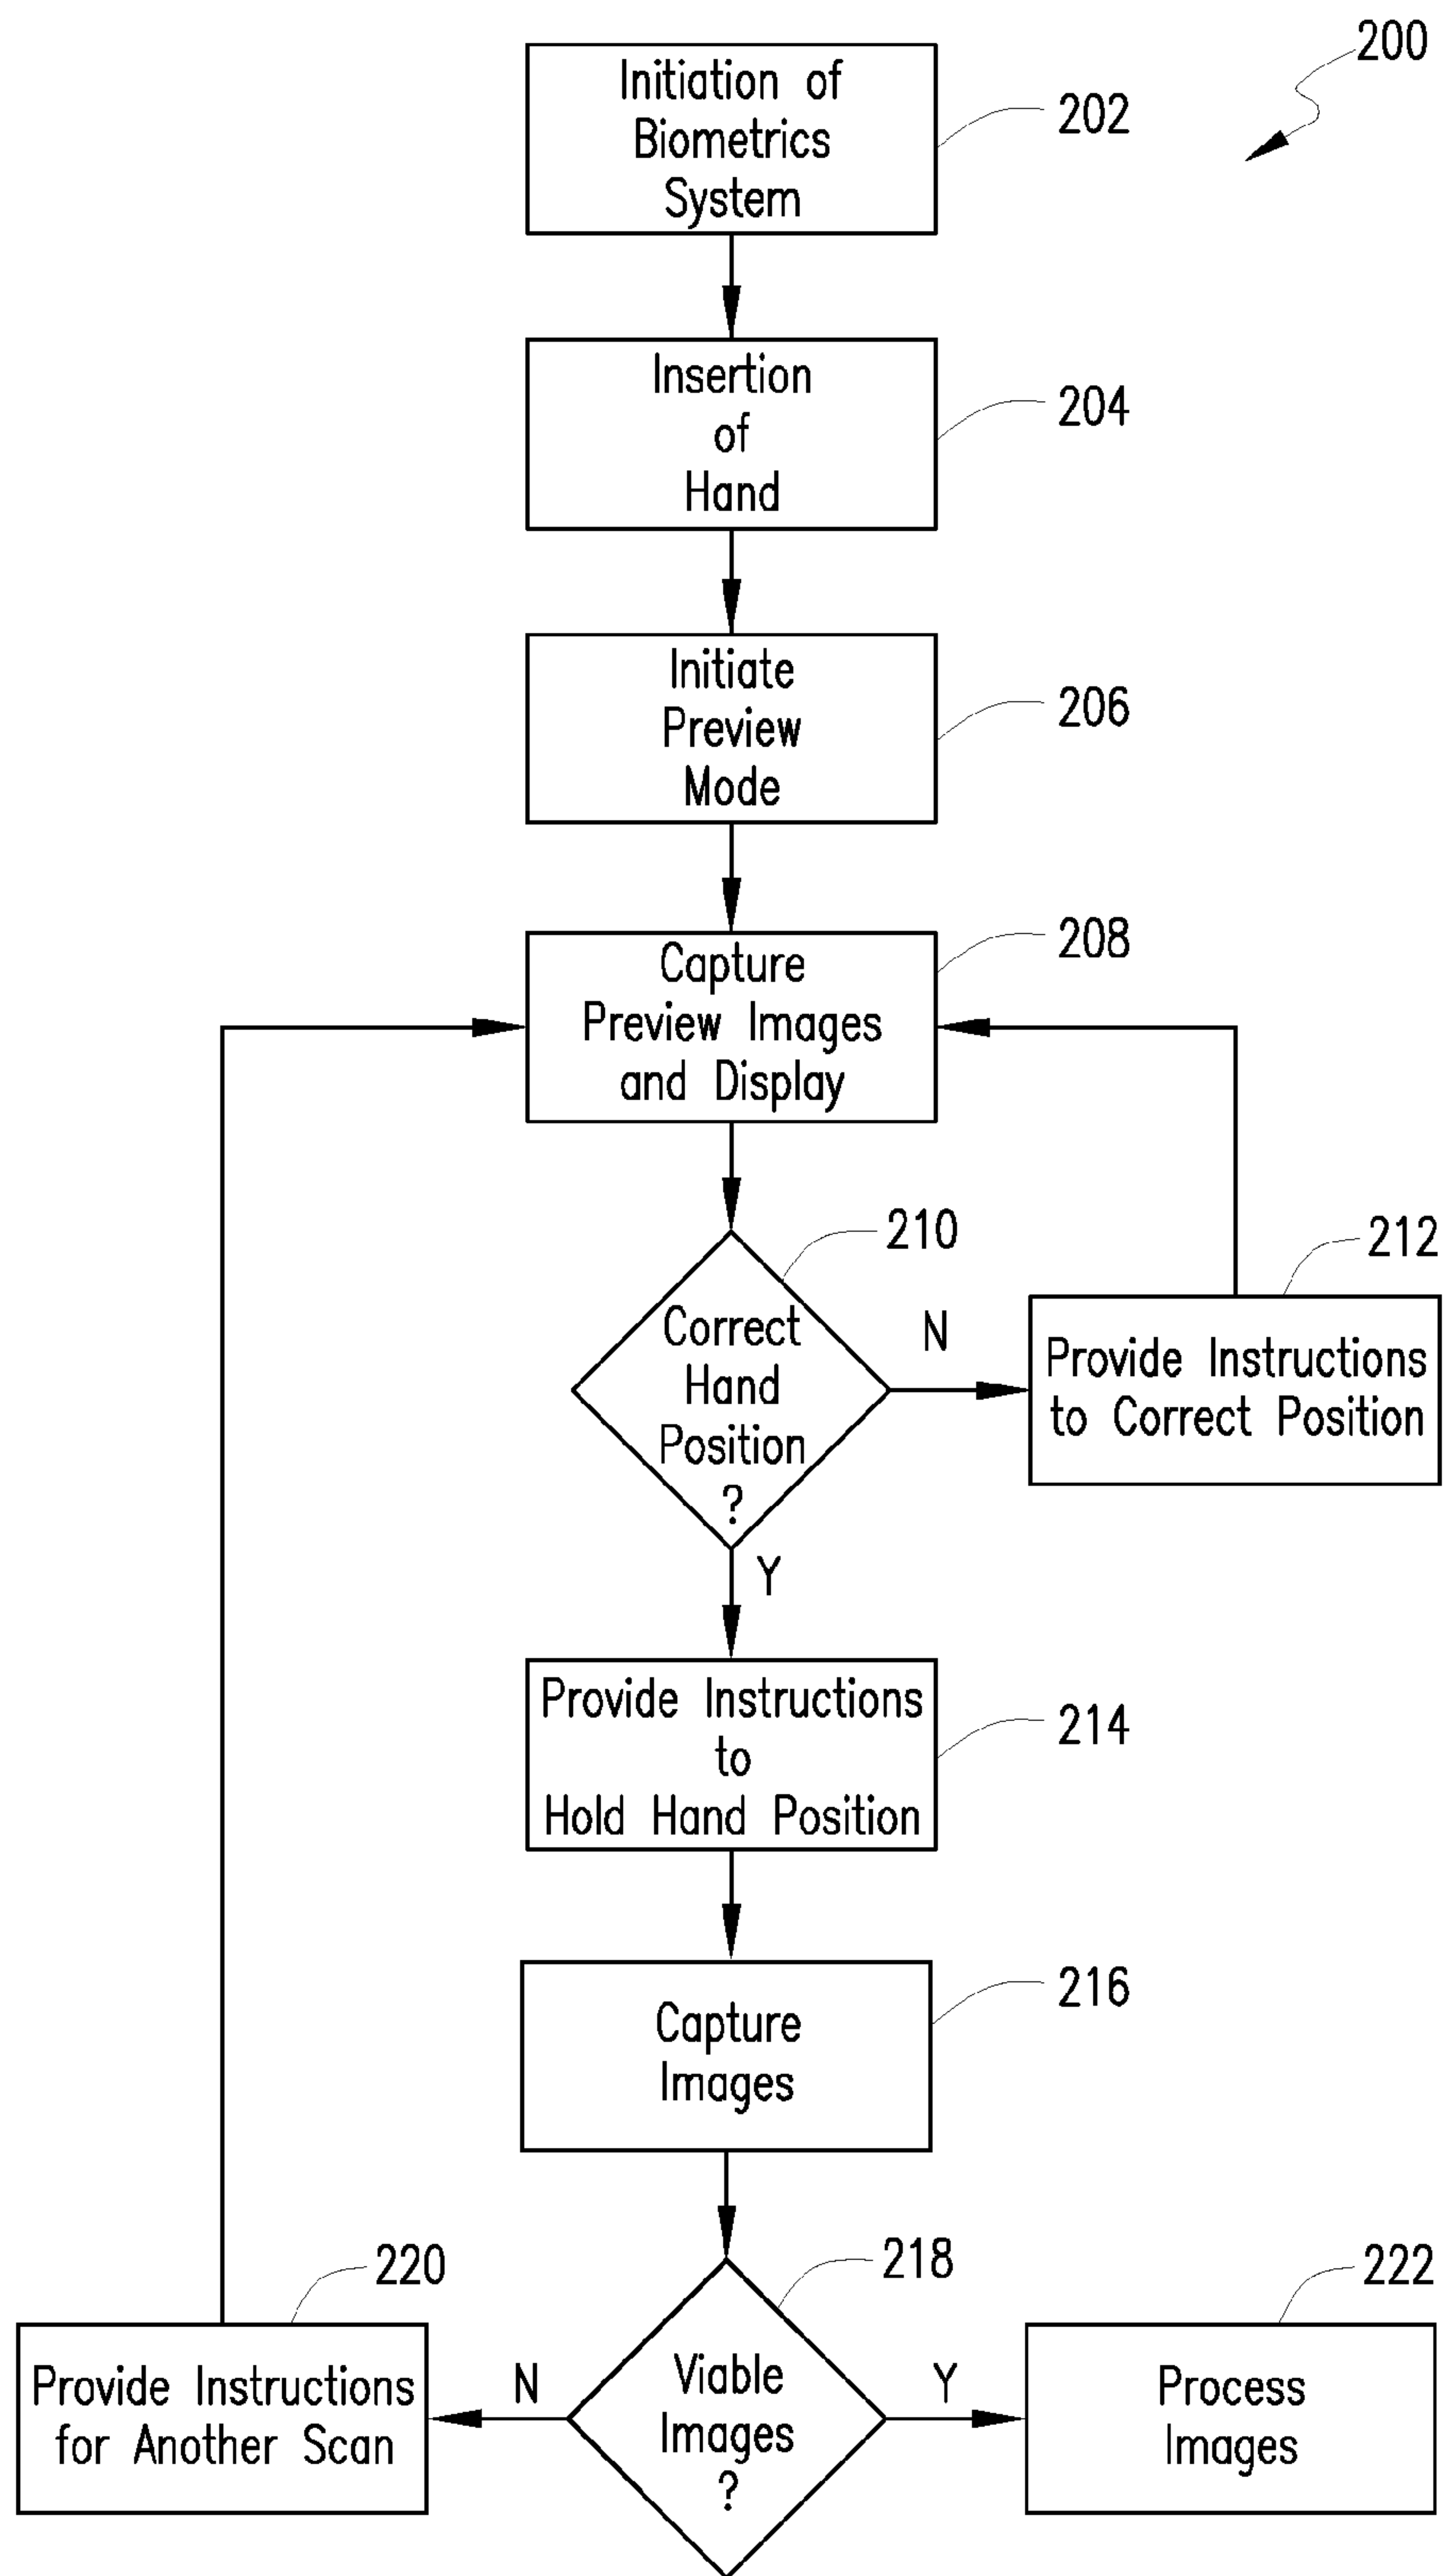 200
Initiation of
Biometrics
System
202
Insertion
of
Hand
204
Initiate
Preview
Mode
206
Capture
Preview Images
and Display
208
210
Correct
Hand
Position
?
N
Y
212
Provide Instructions
to Correct Position
Provide Instructions
to
Hold Hand Position
214
Capture
Images
216
218
Viable
Images
?
N
Y
220
Provide Instructions
for Another Scan
222
Process
Images